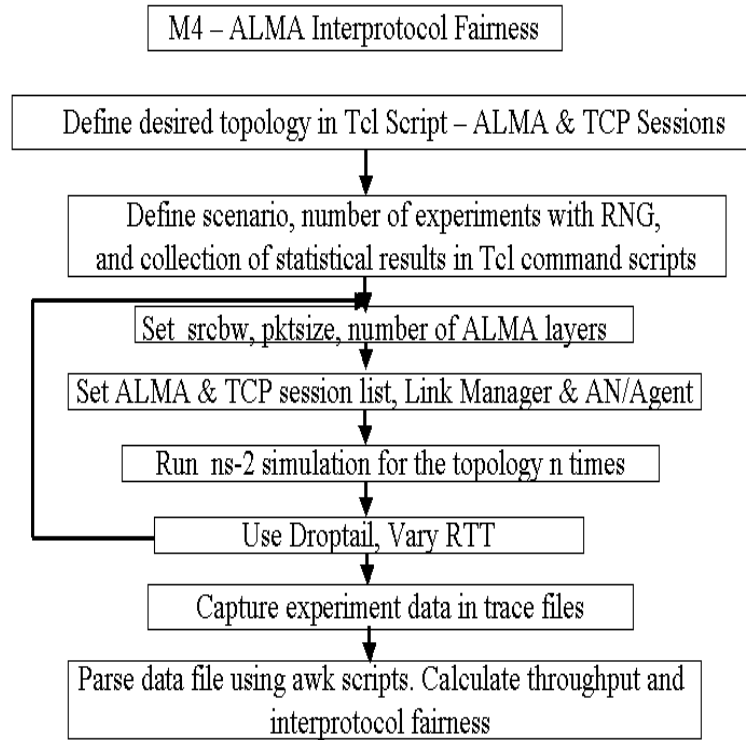 M4 – ALMA Interprotocol Fairness
Define desired topology in Tcl Script – ALMA & TCP Sessions
Define scenario, number of experiments with RNG,
and collection of statistical results in Tcl command scripts
Set srcbw, pktsize, number of ALMA layers
Set ALMA & TCP session list, Link Manager & AN/Agent
Run ns-2 simulation for the topology n times
Use Droptail, Vary RTT
Capture experiment data in trace files
Parse data file using awk scripts. Calculate throughput and
interprotocol fairness